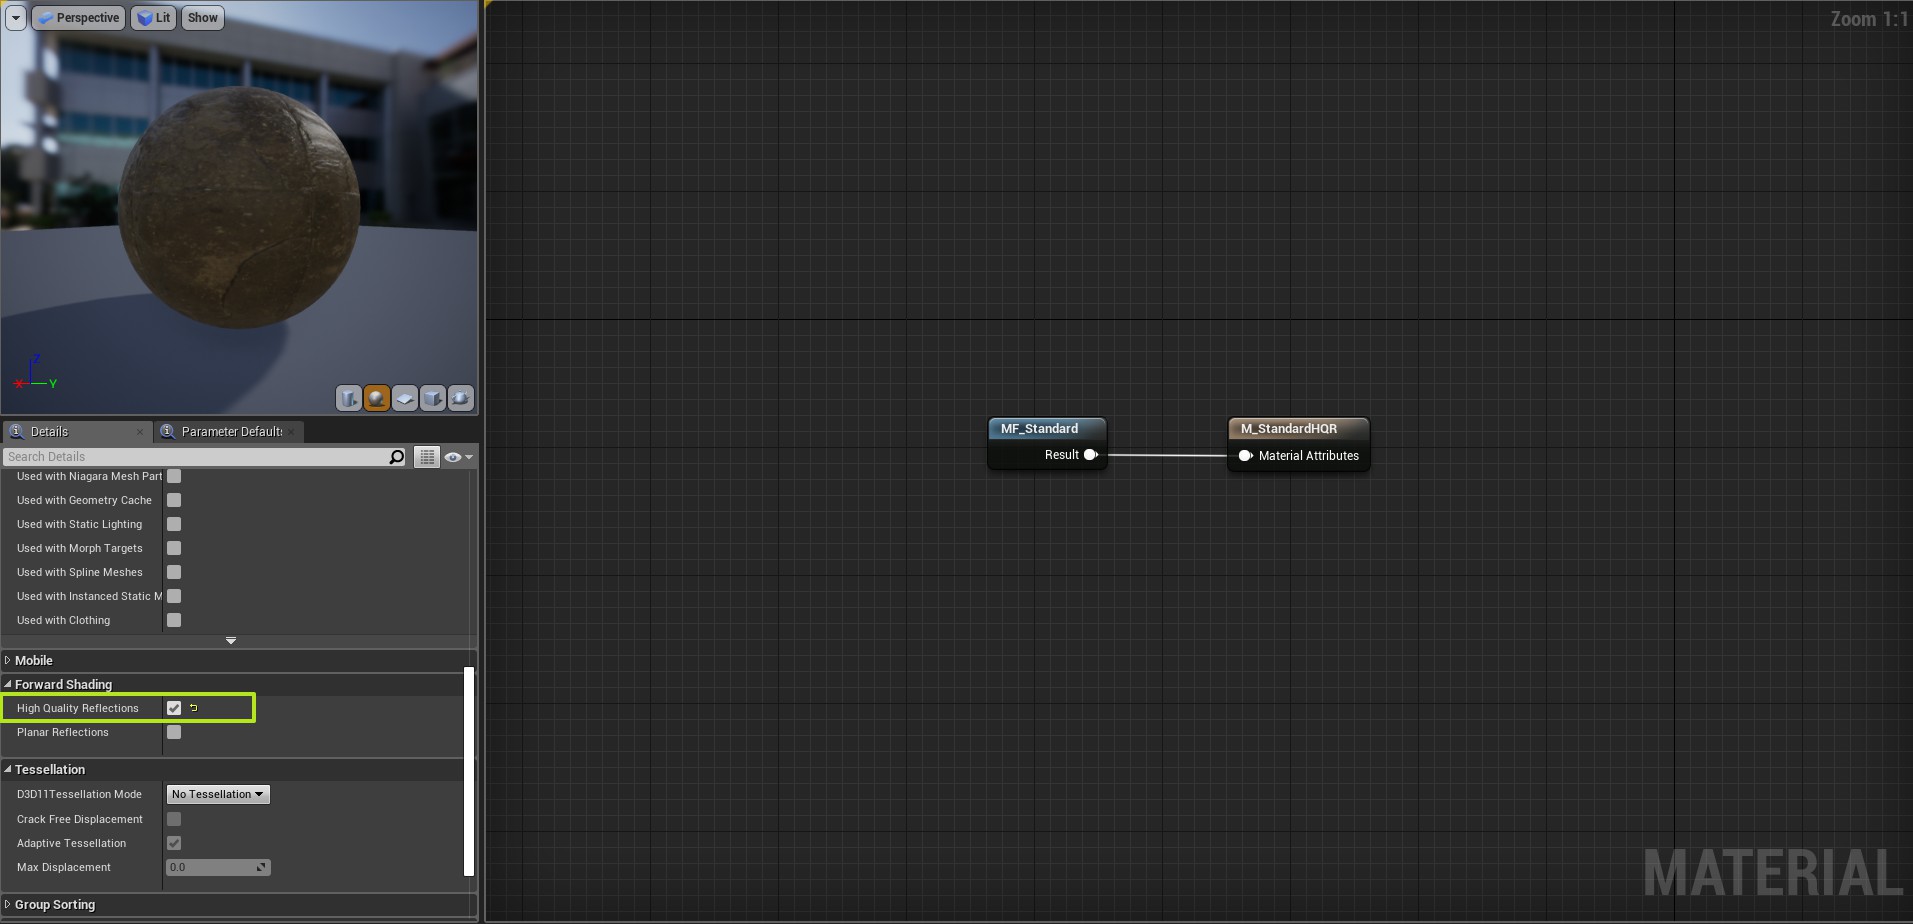 Perspective
Lit
Show
Zoom 1:1
Z
X
Y
Details
Parameter Default
Search Details
Used with Niagara Mesh Part
Used with Geometry Cache
Used with Static Lighting
Used with Morph Targets
Used with Spline Meshes
Used with Instanced Static M
Used with Clothing
Mobile
Forward Shading
High Quality Reflections
Planar Reflections
Tessellation
D3D11Tessellation Mode
No Tessellation
Crack Free Displacement
Adaptive Tessellation
Max Displacement
0.0
Group Sorting
MF_Standard
Result
M_StandardHQR
Material Attributes
MATERIAL